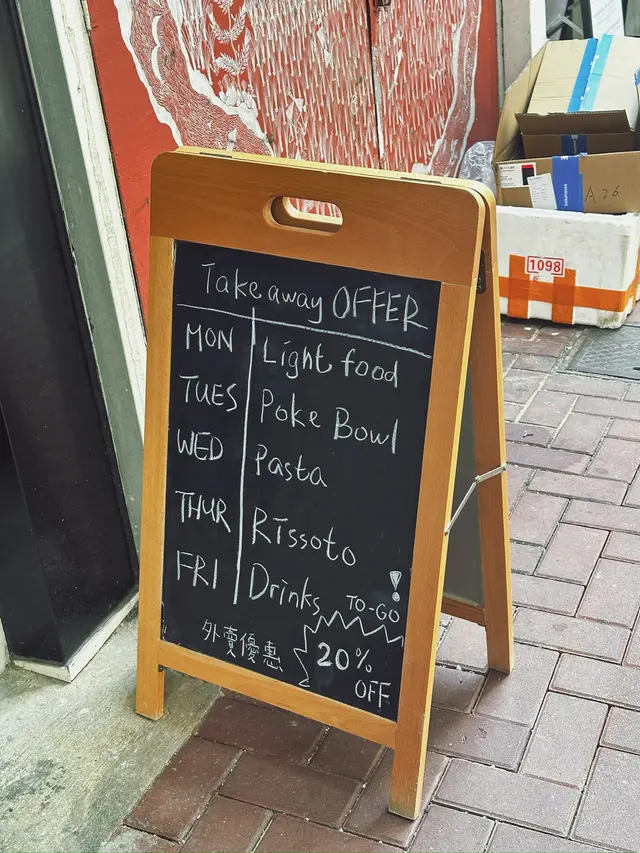 Take away OFFER
MON Light food
TUES Poke Bowl
WED Pasta
THUR Rissoto
FRI Drinks
TO-GO!
外賣優惠 20% OFF
1098
A36